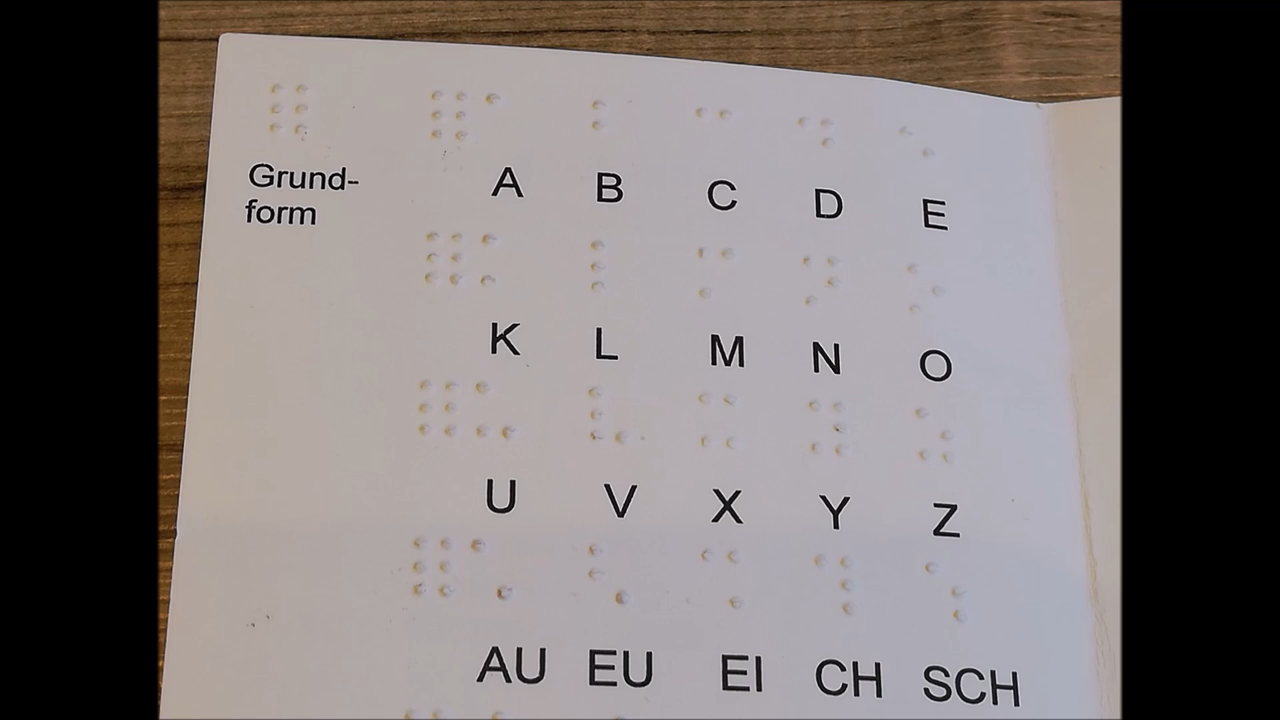 ⠿ ⠿⠁ ⠃ ⠉ ⠙ ⠑
Grund-
form
A B C D E
⠿⠅ ⠇ ⠍ ⠝ ⠕
K L M N O
⠿⠥ ⠧ ⠭ ⠽ ⠵
U V X Y Z
⠿⠡ ⠣ ⠩ ⠹ ⠱
AU EU EI CH SCH